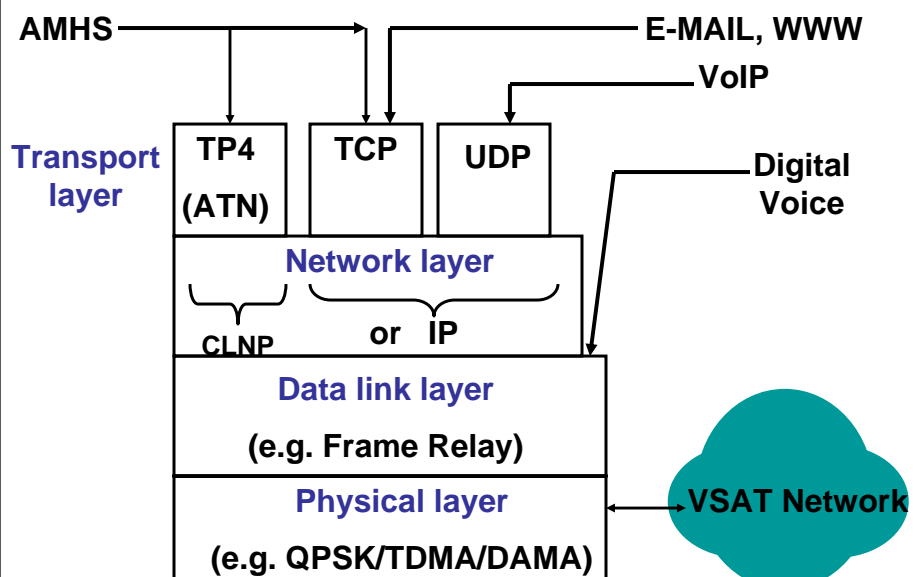 AMHS
E-MAIL, WWW
VoIP
Transport
layer
TP4
(ATN)
TCP
UDP
Digital
Voice
Network layer
CLNP
or IP
Data link layer
(e.g. Frame Relay)
Physical layer
(e.g. QPSK/TDMA/DAMA)
VSAT Network